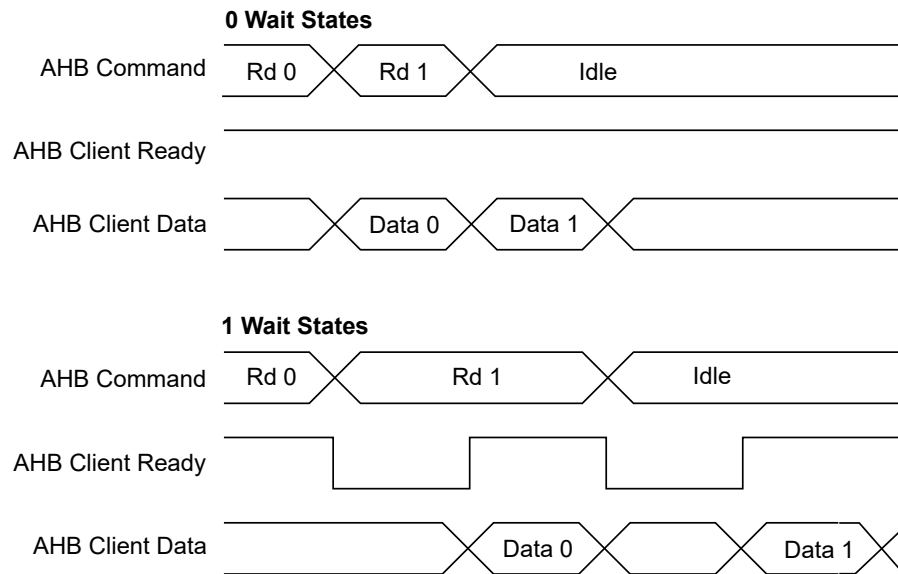 0 Wait States
AHB Command Rd 0 Rd 1 Idle
AHB Client Ready
AHB Client Data Data 0 Data 1
1 Wait States
AHB Command Rd 0 Rd 1 Idle
AHB Client Ready
AHB Client Data Data 0 Data 1